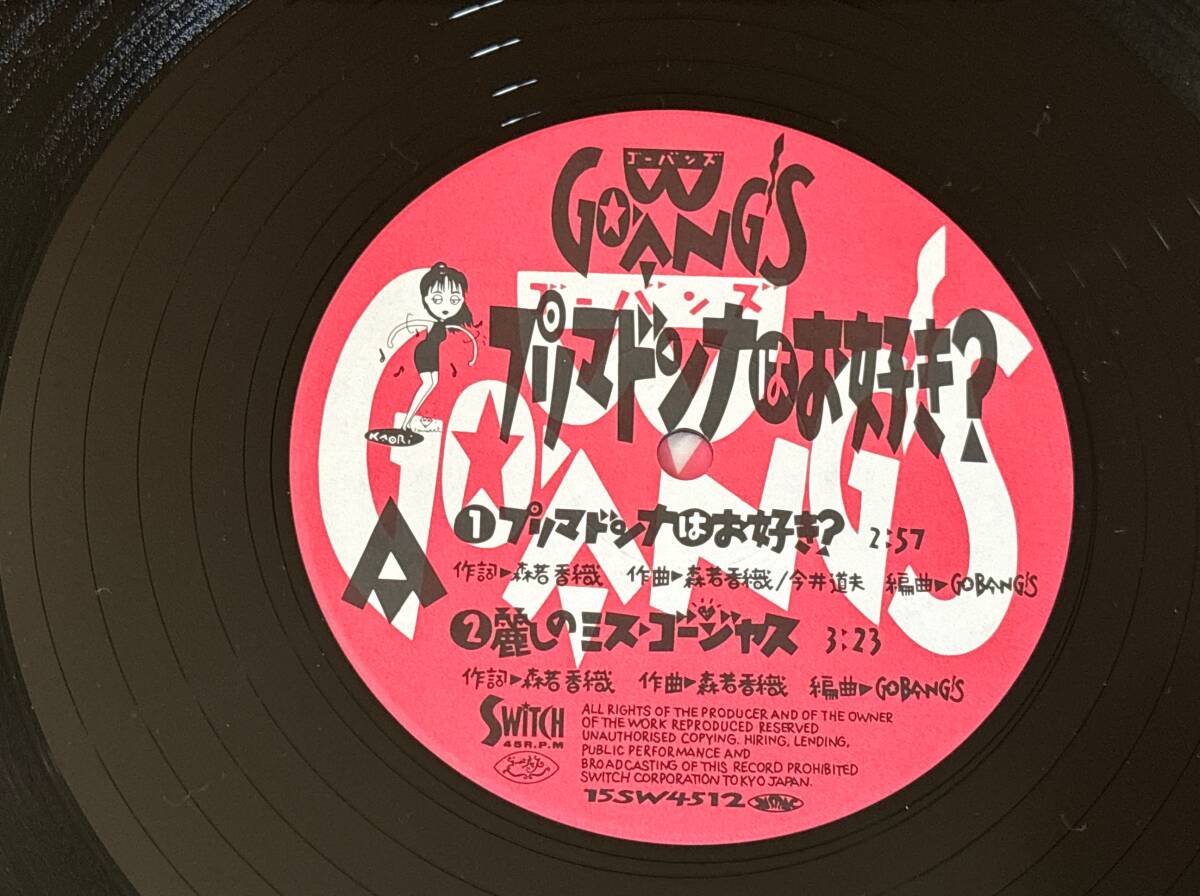 ゴーバンズ
GO BANG'S
ゴーバンズ
GO BANG'S
プリマドンナはお好き?
KAORI
A
① プリマドンナはお好き? 2:57
作詞▶森若香織 作曲▶森若香織/今井道夫 編曲▶GO BANG'S
② 麗しのミス・ゴージャス 3:23
作詞▶森若香織 作曲▶森若香織 編曲▶GO BANG'S
SWITCH
45R.P.M
ALL RIGHTS OF THE PRODUCER AND OF THE OWNER
OF THE WORK REPRODUCED RESERVED
UNAUTHORISED COPYING, HIRING, LENDING,
PUBLIC PERFORMANCE AND
BROADCASTING OF THIS RECORD PROHIBITED
SWITCH CORPORATION TOKYO JAPAN.
15SW4512